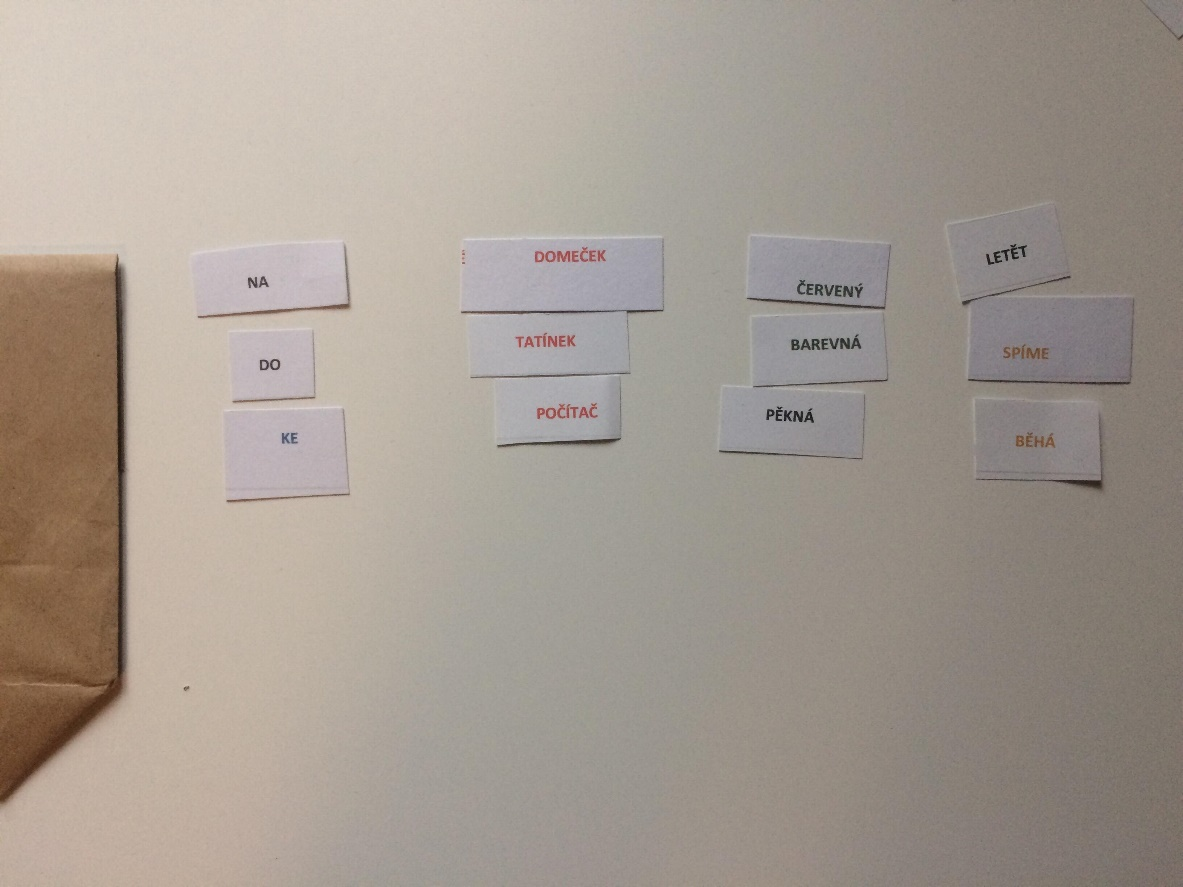 NA
DO
KE
DOMEČEK
TATÍNEK
POČÍTAČ
ČERVENÝ
BAREVNÁ
PĚKNÁ
LETĚT
SPÍME
BĚHÁ